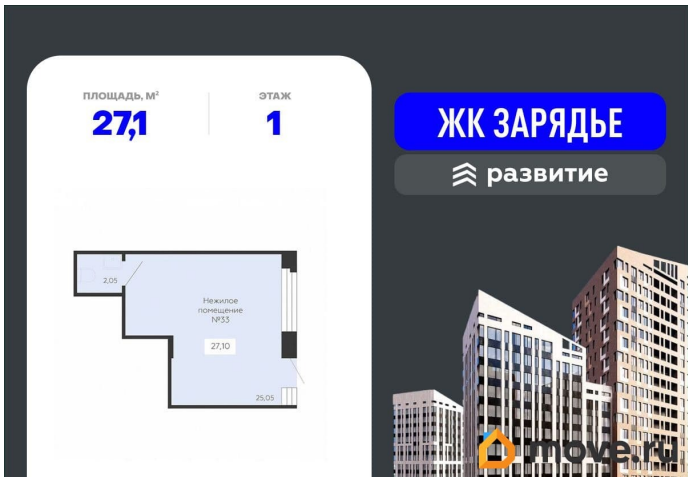 ПЛОЩАДЬ, М²
ЭТАЖ
27,1
1
ЖК ЗАРЯДЬЕ
развитие
2,05
Нежилое
помещение
№33
27,10
25,05
move.ru